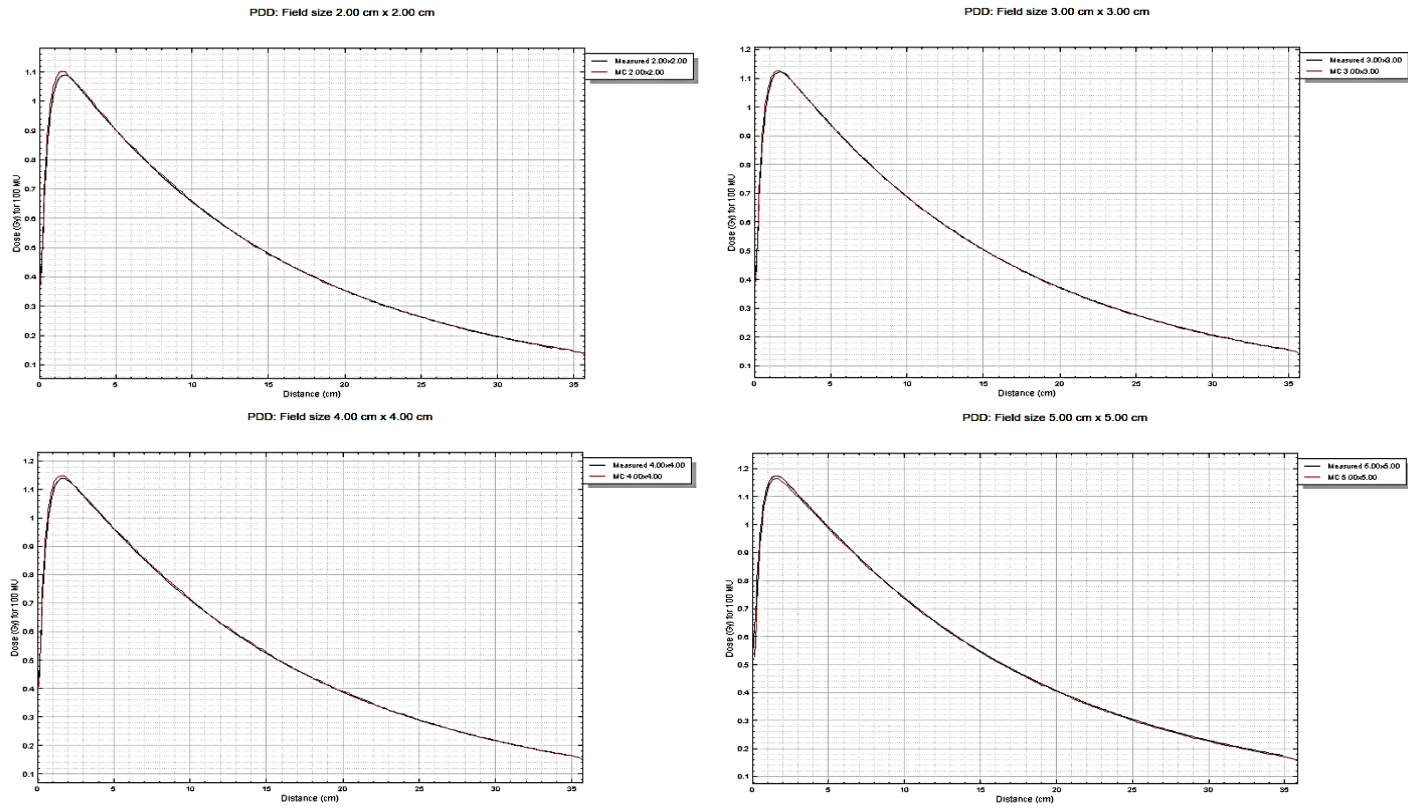 PDD: Field size 2.00 cm x 2.00 cm
Measured 2.00x2.00
MC 2.00x2.00
Dose (Gy) for 100 MU
1.1
1
0.9
0.8
0.7
0.6
0.5
0.4
0.3
0.2
0.1
0 5 10 15 20 25 30 35
Distance (cm)
PDD: Field size 3.00 cm x 3.00 cm
Measured 3.00x3.00
MC 3.00x3.00
Dose (Gy) for 100 MU
1.2
1.1
1
0.9
0.8
0.7
0.6
0.5
0.4
0.3
0.2
0.1
0 5 10 15 20 25 30 35
Distance (cm)
PDD: Field size 4.00 cm x 4.00 cm
Measured 4.00x4.00
MC 4.00x4.00
Dose (Gy) for 100 MU
1.2
1.1
1
0.9
0.8
0.7
0.6
0.5
0.4
0.3
0.2
0.1
0 5 10 15 20 25 30 35
Distance (cm)
PDD: Field size 5.00 cm x 5.00 cm
Measured 5.00x5.00
MC 5.00x5.00
Dose (Gy) for 100 MU
1.2
1.1
1
0.9
0.8
0.7
0.6
0.5
0.4
0.3
0.2
0.1
0 5 10 15 20 25 30 35
Distance (cm)